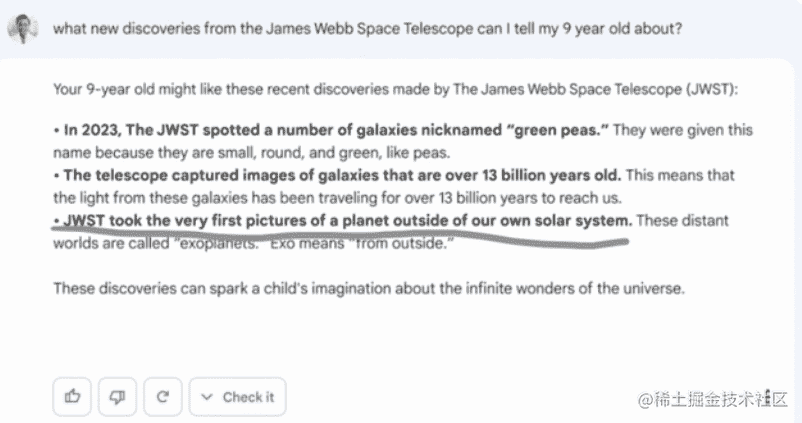 what new discoveries from the James Webb Space Telescope can I tell my 9 year old about?
Your 9-year old might like these recent discoveries made by The James Webb Space Telescope (JWST):
• In 2023, The JWST spotted a number of galaxies nicknamed “green peas.” They were given this
name because they are small, round, and green, like peas.
• The telescope captured images of galaxies that are over 13 billion years old. This means that
the light from these galaxies has been traveling for over 13 billion years to reach us.
• JWST took the very first pictures of a planet outside of our own solar system. These distant
worlds are called “exoplanets.” Exo means “from outside.”
These discoveries can spark a child's imagination about the infinite wonders of the universe.
Check it
@稀土掘金技术社区